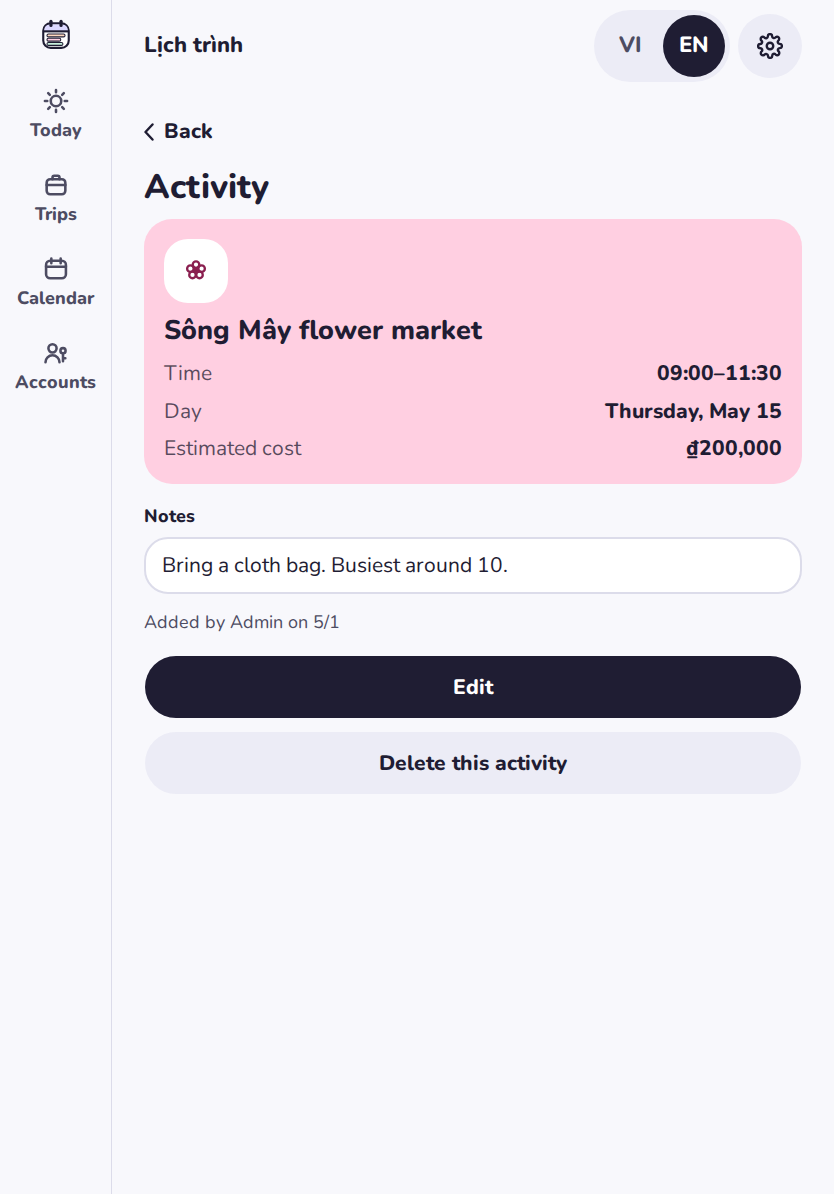 Lịch trình
VI
EN
Today
Trips
Calendar
Accounts
Back
Activity
Sông Mây flower market
Time
09:00–11:30
Day
Thursday, May 15
Estimated cost
₫200,000
Notes
Bring a cloth bag. Busiest around 10.
Added by Admin on 5/1
Edit
Delete this activity